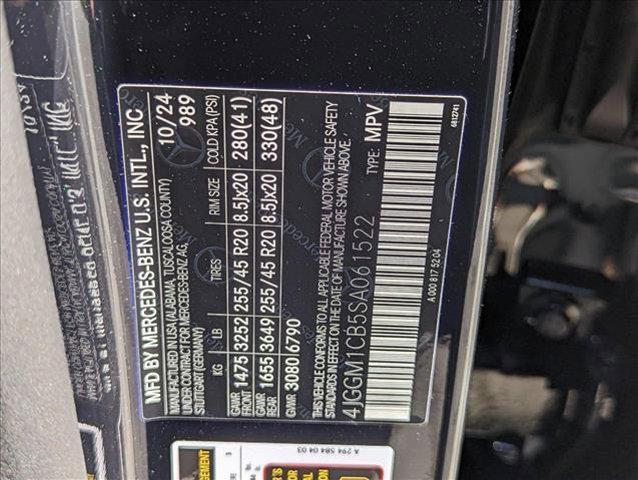 MFD BY MERCEDES-BENZ U.S. INTL., INC.
MANUFACTURED IN USA (ALABAMA, TUSCALOOSA COUNTY) 10/24
UNDER CONTRACT FOR MERCEDES-BENZ AG, 989
STUTTGART (GERMANY)
KG LB TIRES RIM SIZE COLD KPA (PSI)
GAWR FRONT 1475 3252 255/45 R20 8.5Jx20 280(41)
GAWR REAR 1655 3649 255/45 R20 8.5Jx20 330(48)
GVWR 3080 6790
CONFORMS TO ALL APPLICABLE FEDERAL MOTOR VEHICLE SAFETY
STANDARDS IN EFFECT ON THE DATE OF MANUFACTURE SHOWN ABOVE.
4JGGM1CB5SA061522 TYPE: MPV
A 000 817 52 04 6812741
A 294 584 04 03